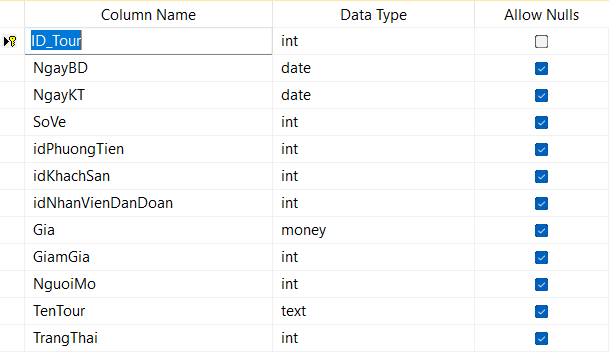 Column Name Data Type Allow Nulls
ID_Tour int
NgayBD date
NgayKT date
SoVe int
idPhuongTien int
idKhachSan int
idNhanVienDanDoan int
Gia money
GiamGia int
NguoiMo int
TenTour text
TrangThai int